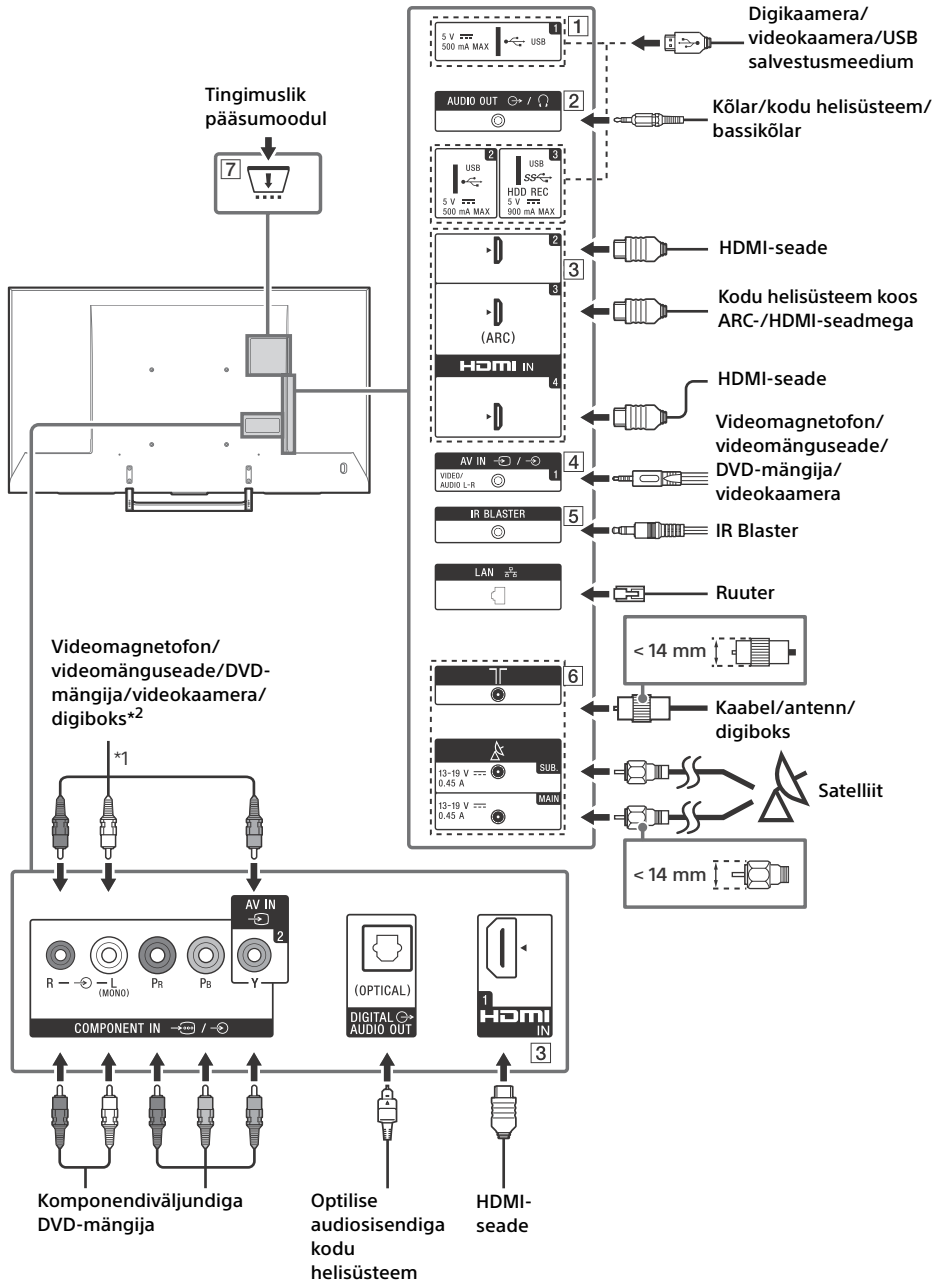 Digikaamera/
videokaamera/USB
salvestusmeedium
5 V
500 mA MAX
USB
1
1
Tingimuslik
pääsumoodul
7
AUDIO OUT /
2
Kõlar/kodu helisüsteem/
bassikõlar
2
USB
5 V
500 mA MAX
3
USB
SS
HDD REC
5 V
900 mA MAX
2
HDMI-seade
3
3
(ARC)
Kodu helisüsteem koos
ARC-/HDMI-seadmega
HDMI IN
4
HDMI-seade
Videomagnetofon/
videomänguseade/
DVD-mängija/
videokaamera
AV IN /
VIDEO/
AUDIO L-R
1
4
IR BLASTER
5
IR Blaster
LAN
Ruuter
< 14 mm
6
Kaabel/antenn/
digiboks
13-19 V
0.45 A
SUB.
MAIN
13-19 V
0.45 A
Satelliit
< 14 mm
Videomagnetofon/
videomänguseade/DVD-
mängija/videokaamera/
digiboks*2
*1
AV IN
2
R L
(MONO)
PR
PB
Y
COMPONENT IN /
(OPTICAL)
DIGITAL
AUDIO OUT
1
HDMI
IN
3
Komponendiväljundiga
DVD-mängija
Optilise
audiosisendiga
kodu
helisüsteem
HDMI-
seade